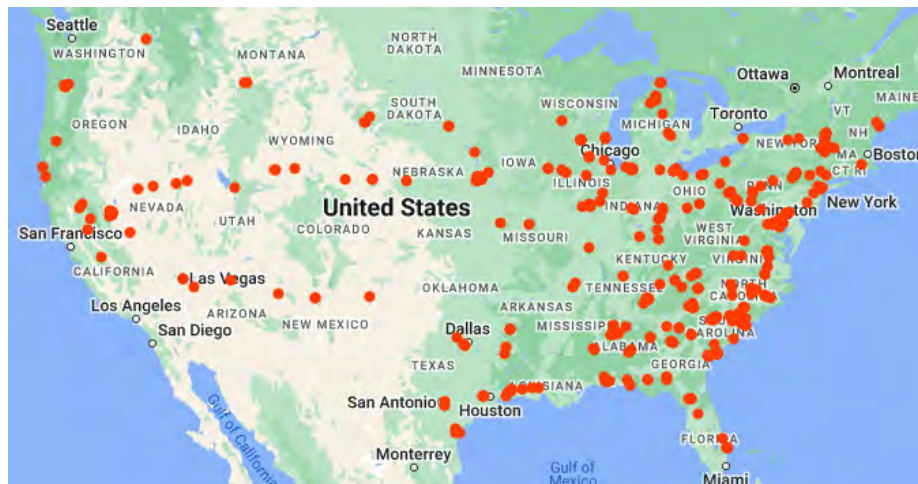 Seattle
WASHINGTON
MONTANA
NORTH
DAKOTA
MINNESOTA
Ottawa
Montreal
MAINE
OREGON
IDAHO
SOUTH
DAKOTA
WISCONSIN
MICHIGAN
Toronto
VT
NH
NEW YORK
WYOMING
Chicago
MA
Boston
CT RI
NEVADA
NEBRASKA
IOWA
ILLINOIS
INDIANA
OHIO
PENN
New York
UTAH
United States
COLORADO
KANSAS
MISSOURI
WEST
VIRGINIA
Washington
San Francisco
CALIFORNIA
Las Vegas
KENTUCKY
VIRGINIA
OKLAHOMA
TENNESSEE
NORTH
CAROLINA
Los Angeles
ARIZONA
NEW MEXICO
ARKANSAS
MISSISSIPPI
SOUTH
CAROLINA
San Diego
Dallas
ALABAMA
GEORGIA
TEXAS
LOUISIANA
San Antonio
Houston
FLORIDA
Gulf of
California
Monterrey
Gulf of
Mexico
Miami